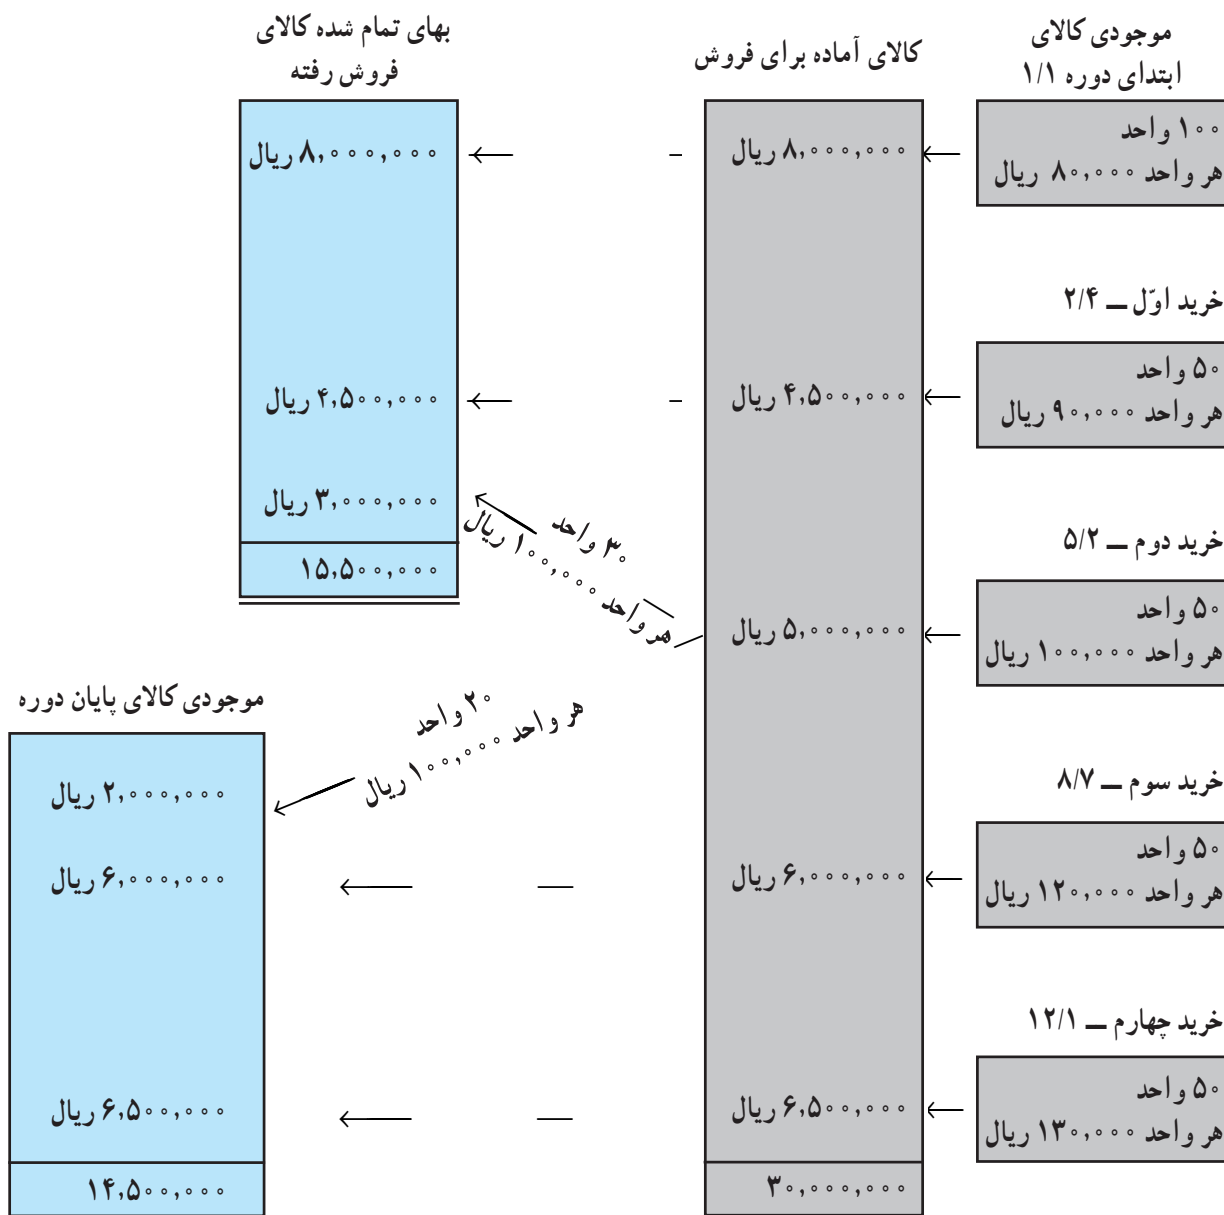 موجودی کالای
ابتدای دوره ۱/۱
۱۰۰ واحد
هر واحد ۸۰,۰۰۰ ریال
خرید اوّل ــ ۲/۴
۵۰ واحد
هر واحد ۹۰,۰۰۰ ریال
خرید دوم ــ ۵/۲
۵۰ واحد
هر واحد ۱۰۰,۰۰۰ ریال
خرید سوم ــ ۸/۷
۵۰ واحد
هر واحد ۱۲۰,۰۰۰ ریال
خرید چهارم ــ ۱۲/۱
۵۰ واحد
هر واحد ۱۳۰,۰۰۰ ریال
کالای آماده برای فروش
۸,۰۰۰,۰۰۰ ریال
۴,۵۰۰,۰۰۰ ریال
۵,۰۰۰,۰۰۰ ریال
۶,۰۰۰,۰۰۰ ریال
۶,۵۰۰,۰۰۰ ریال
۳۰,۰۰۰,۰۰۰
۳۰ واحد
هر واحد ۱۰۰,۰۰۰ ریال
۲۰ واحد
هر واحد ۱۰۰,۰۰۰ ریال
بهای تمام شده کالای
فروش رفته
۸,۰۰۰,۰۰۰ ریال
۴,۵۰۰,۰۰۰ ریال
۳,۰۰۰,۰۰۰ ریال
۱۵,۵۰۰,۰۰۰
موجودی کالای پایان دوره
۲,۰۰۰,۰۰۰ ریال
۶,۰۰۰,۰۰۰ ریال
۶,۵۰۰,۰۰۰ ریال
۱۴,۵۰۰,۰۰۰